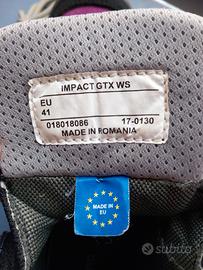 IMPACT GTX WS
EU
41
018018086 17-0130
MADE IN ROMANIA
MADE IN
EU
subito